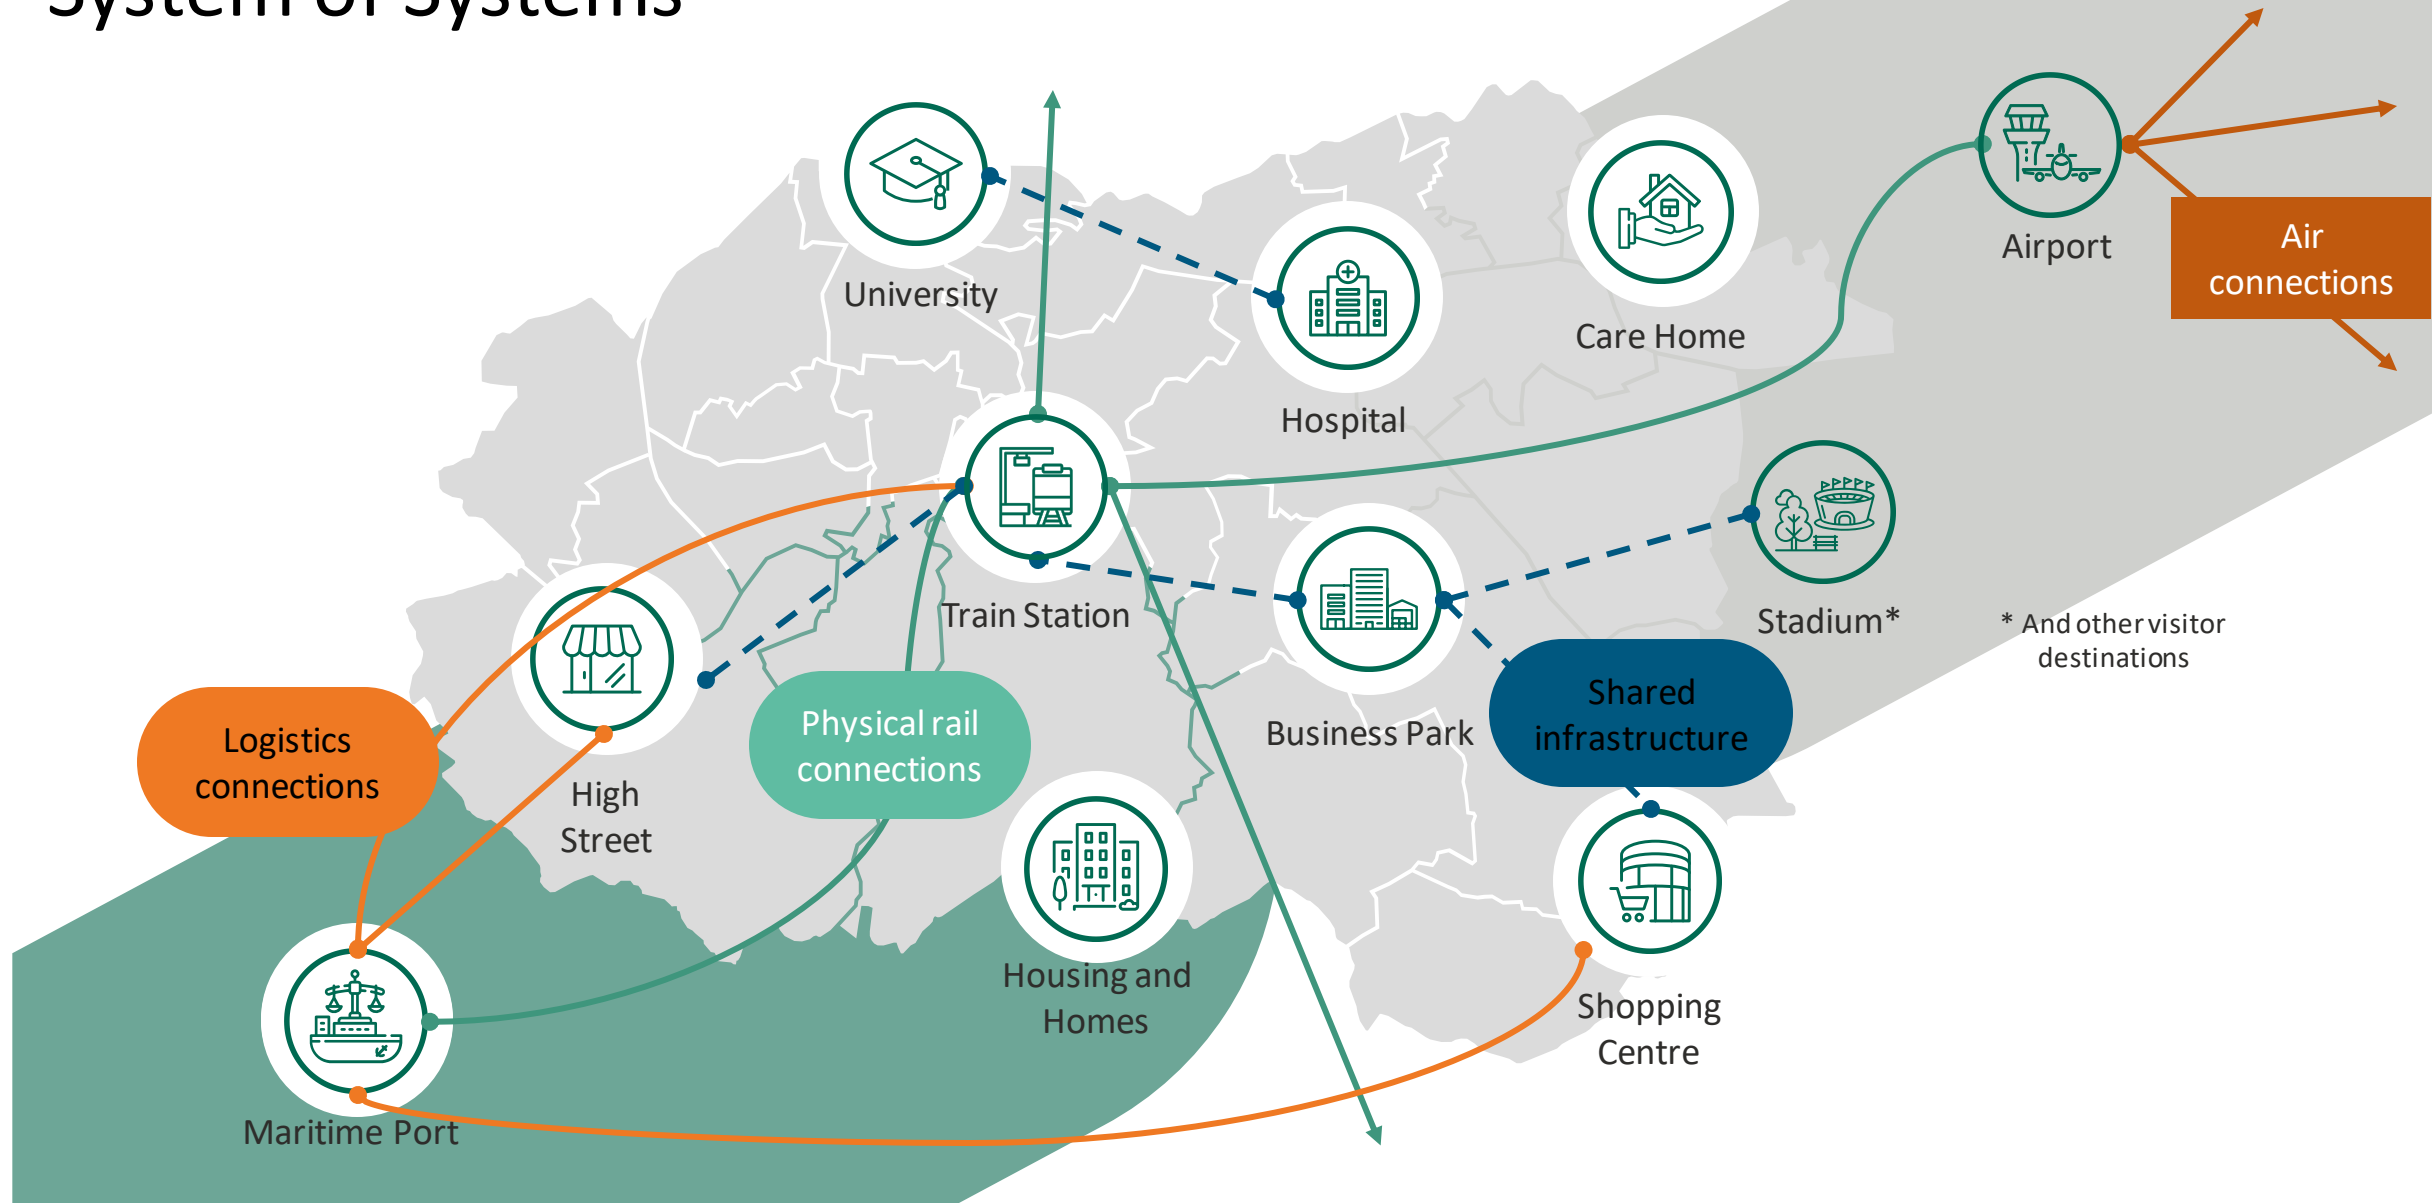 System of Systems
University
Hospital
Care Home
Airport
Air
connections
Train Station
Business Park
Stadium*
* And other visitor
destinations
Shared
infrastructure
Logistics
connections
High
Street
Physical rail
connections
Housing and
Homes
Shopping
Centre
Maritime Port